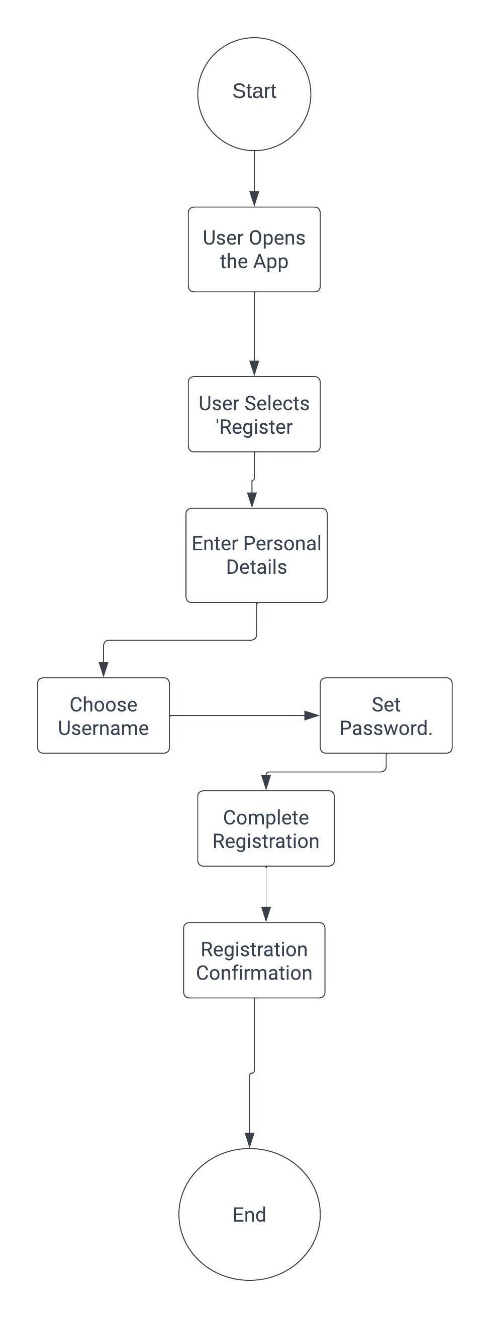 Start
User Opens
the App
User Selects
'Register
Enter Personal
Details
Choose
Username
Set
Password.
Complete
Registration
Registration
Confirmation
End